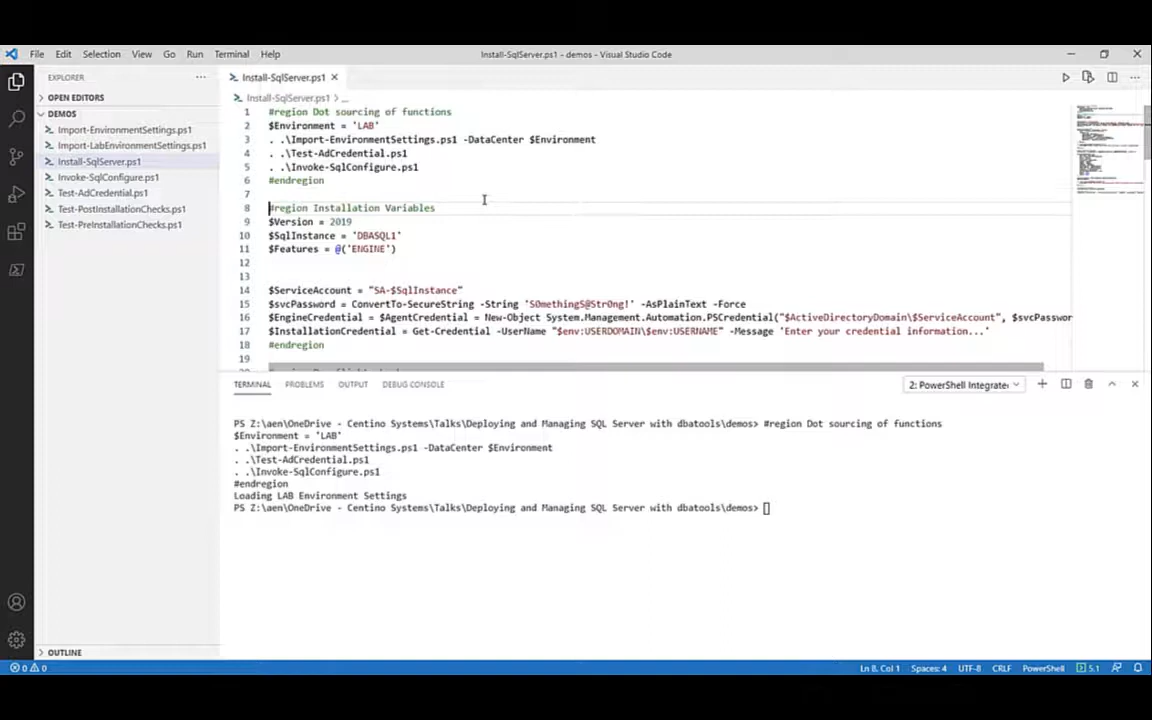 File Edit Selection View Go Run Terminal Help
Install-SqlServer.ps1 - demos - Visual Studio Code
EXPLORER
OPEN EDITORS
DEMOS
Import-EnvironmentSettings.ps1
Import-LabEnvironmentSettings.ps1
Install-SqlServer.ps1
Invoke-SqlConfigure.ps1
Test-AdCredential.ps1
Test-PostInstallationChecks.ps1
Test-PreInstallationChecks.ps1
OUTLINE
Install-SqlServer.ps1
Install-SqlServer.ps1 > ...
1 #region Dot sourcing of functions
2 $Environment = 'LAB'
3 . .\Import-EnvironmentSettings.ps1 -DataCenter $Environment
4 . .\Test-AdCredential.ps1
5 . .\Invoke-SqlConfigure.ps1
6 #endregion
7
8 #region Installation Variables
9 $Version = 2019
10 $SqlInstance = 'DBASQL1'
11 $Features = @('ENGINE')
12
13
14 $ServiceAccount = "SA-$SqlInstance"
15 $svcPassword = ConvertTo-SecureString -String 'S0methingS@Str0ng!' -AsPlainText -Force
16 $EngineCredential = $AgentCredential = New-Object System.Management.Automation.PSCredential("$ActiveDirectoryDomain\$ServiceAccount", $svcPasswor
17 $InstallationCredential = Get-Credential -UserName "$env:USERDOMAIN\$env:USERNAME" -Message 'Enter your credential information...'
18 #endregion
19
TERMINAL PROBLEMS OUTPUT DEBUG CONSOLE
2: PowerShell Integrate
PS Z:\aen\OneDrive - Centino Systems\Talks\Deploying and Managing SQL Server with dbatools\demos> #region Dot sourcing of functions
$Environment = 'LAB'
. .\Import-EnvironmentSettings.ps1 -DataCenter $Environment
. .\Test-AdCredential.ps1
. .\Invoke-SqlConfigure.ps1
#endregion
Loading LAB Environment Settings
PS Z:\aen\OneDrive - Centino Systems\Talks\Deploying and Managing SQL Server with dbatools\demos>
0 0 Ln 8, Col 1 Spaces: 4 UTF-8 CRLF PowerShell 5.1